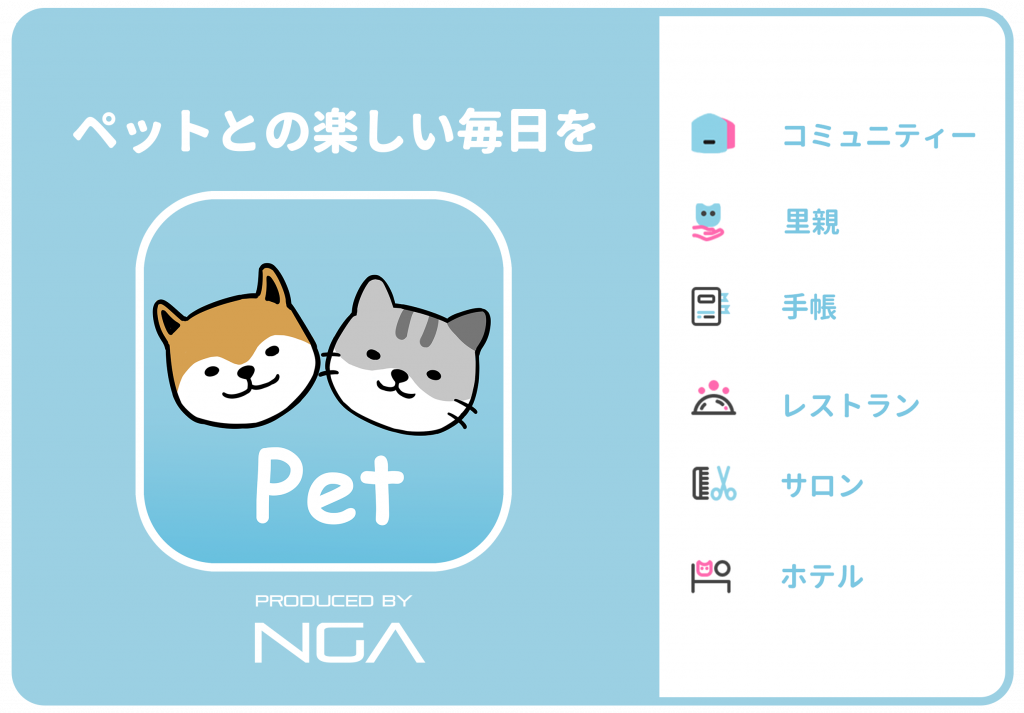 ペットとの楽しい毎日を
Pet
PRODUCED BY
NGA
コミュニティー
里親
手帳
レストラン
サロン
ホテル